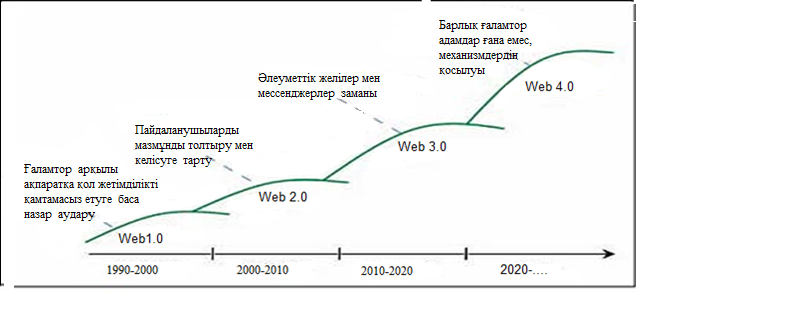 Барлық ғаламтор
адамдар ғана емес,
механизмдердің
қосылуы
Web 4.0
Әлеуметтік желілер мен
мессенджерлер заманы
Web 3.0
Пайдаланушыларды
мазмұнды толтыру мен
келісуге тарту
Web 2.0
Ғаламтор арқылы
ақпаратқа қол жетімділікті
қамтамасыз етуге баса
назар аудару
Web1.0
1990-2000
2000-2010
2010-2020
2020-....